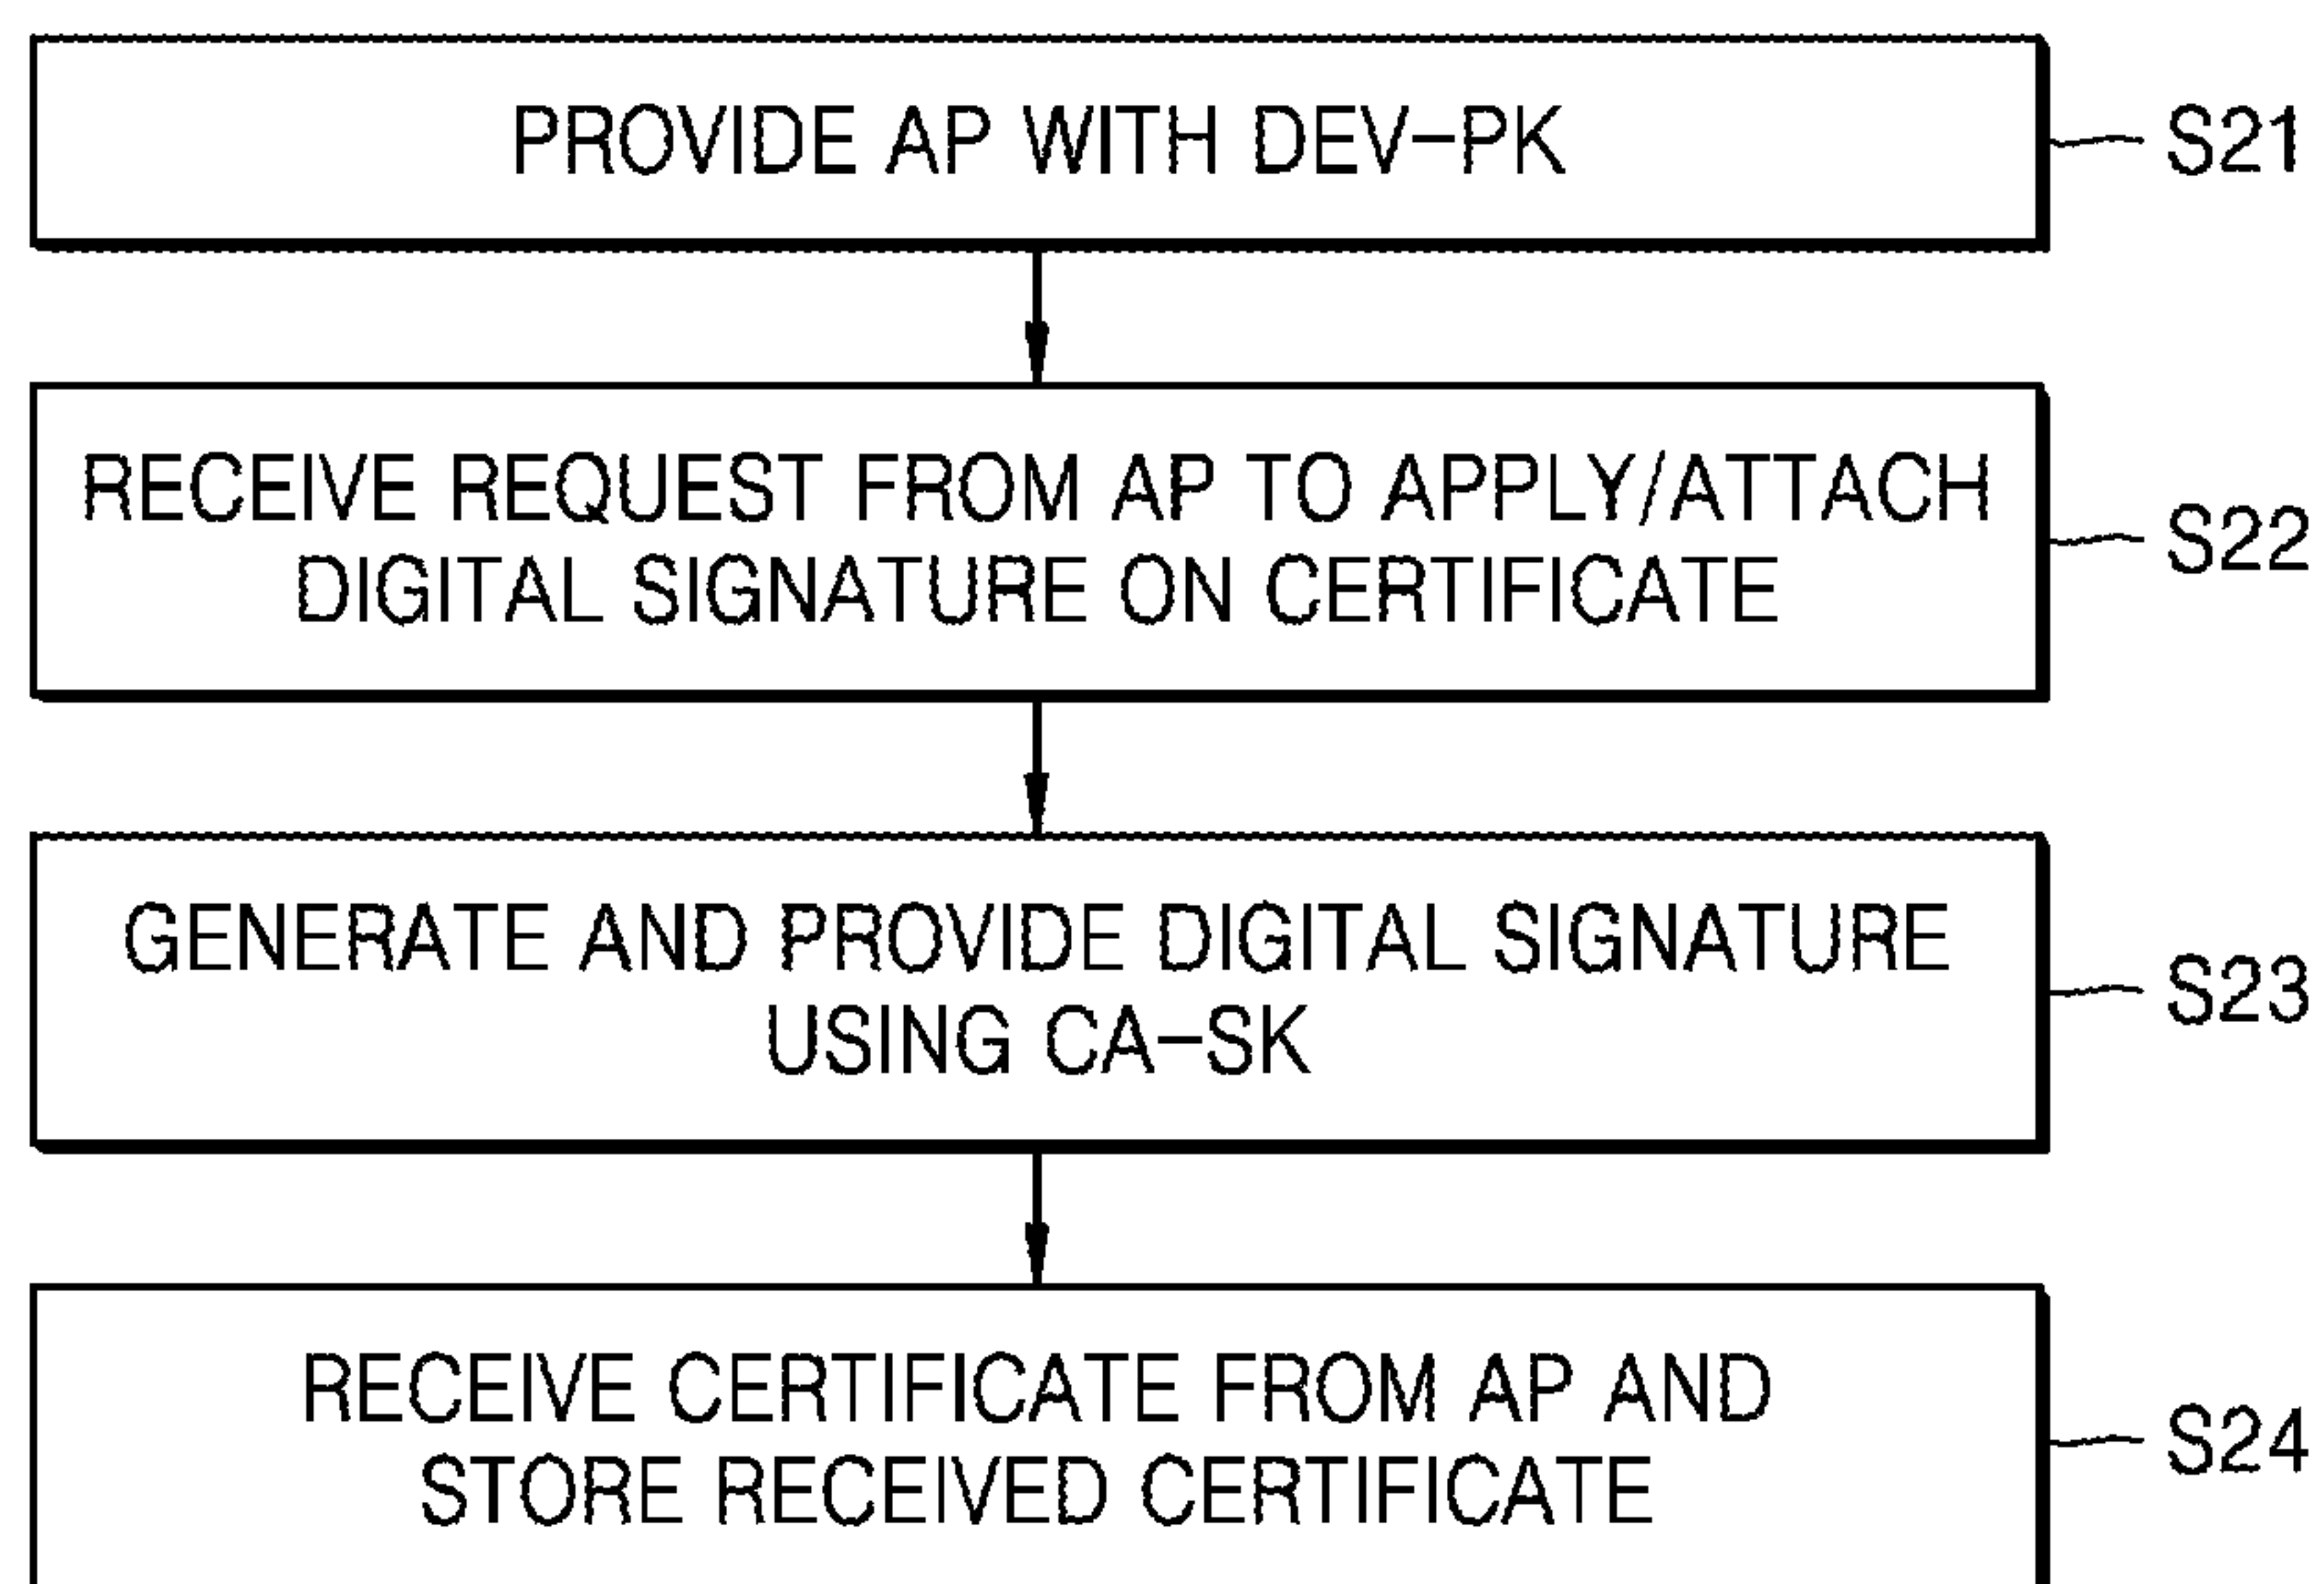 PROVIDE AP WITH DEV-PK
S21
RECEIVE REQUEST FROM AP TO APPLY/ATTACH
DIGITAL SIGNATURE ON CERTIFICATE
S22
GENERATE AND PROVIDE DIGITAL SIGNATURE
USING CA-SK
S23
RECEIVE CERTIFICATE FROM AP AND
STORE RECEIVED CERTIFICATE
S24